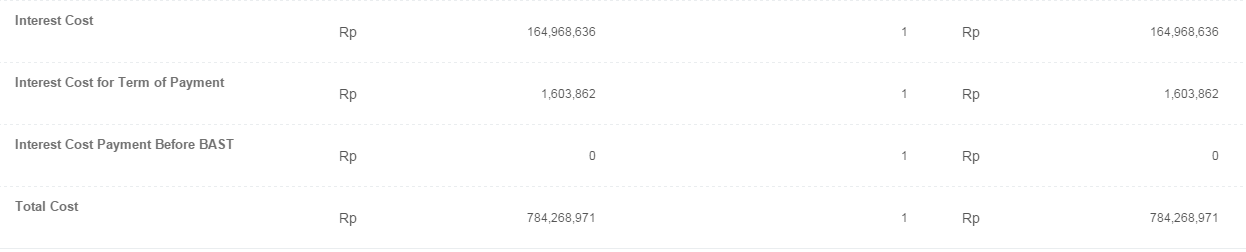 Interest Cost
Rp 164,968,636 1 Rp 164,968,636
Interest Cost for Term of Payment
Rp 1,603,862 1 Rp 1,603,862
Interest Cost Payment Before BAST
Rp 0 1 Rp 0
Total Cost
Rp 784,268,971 1 Rp 784,268,971